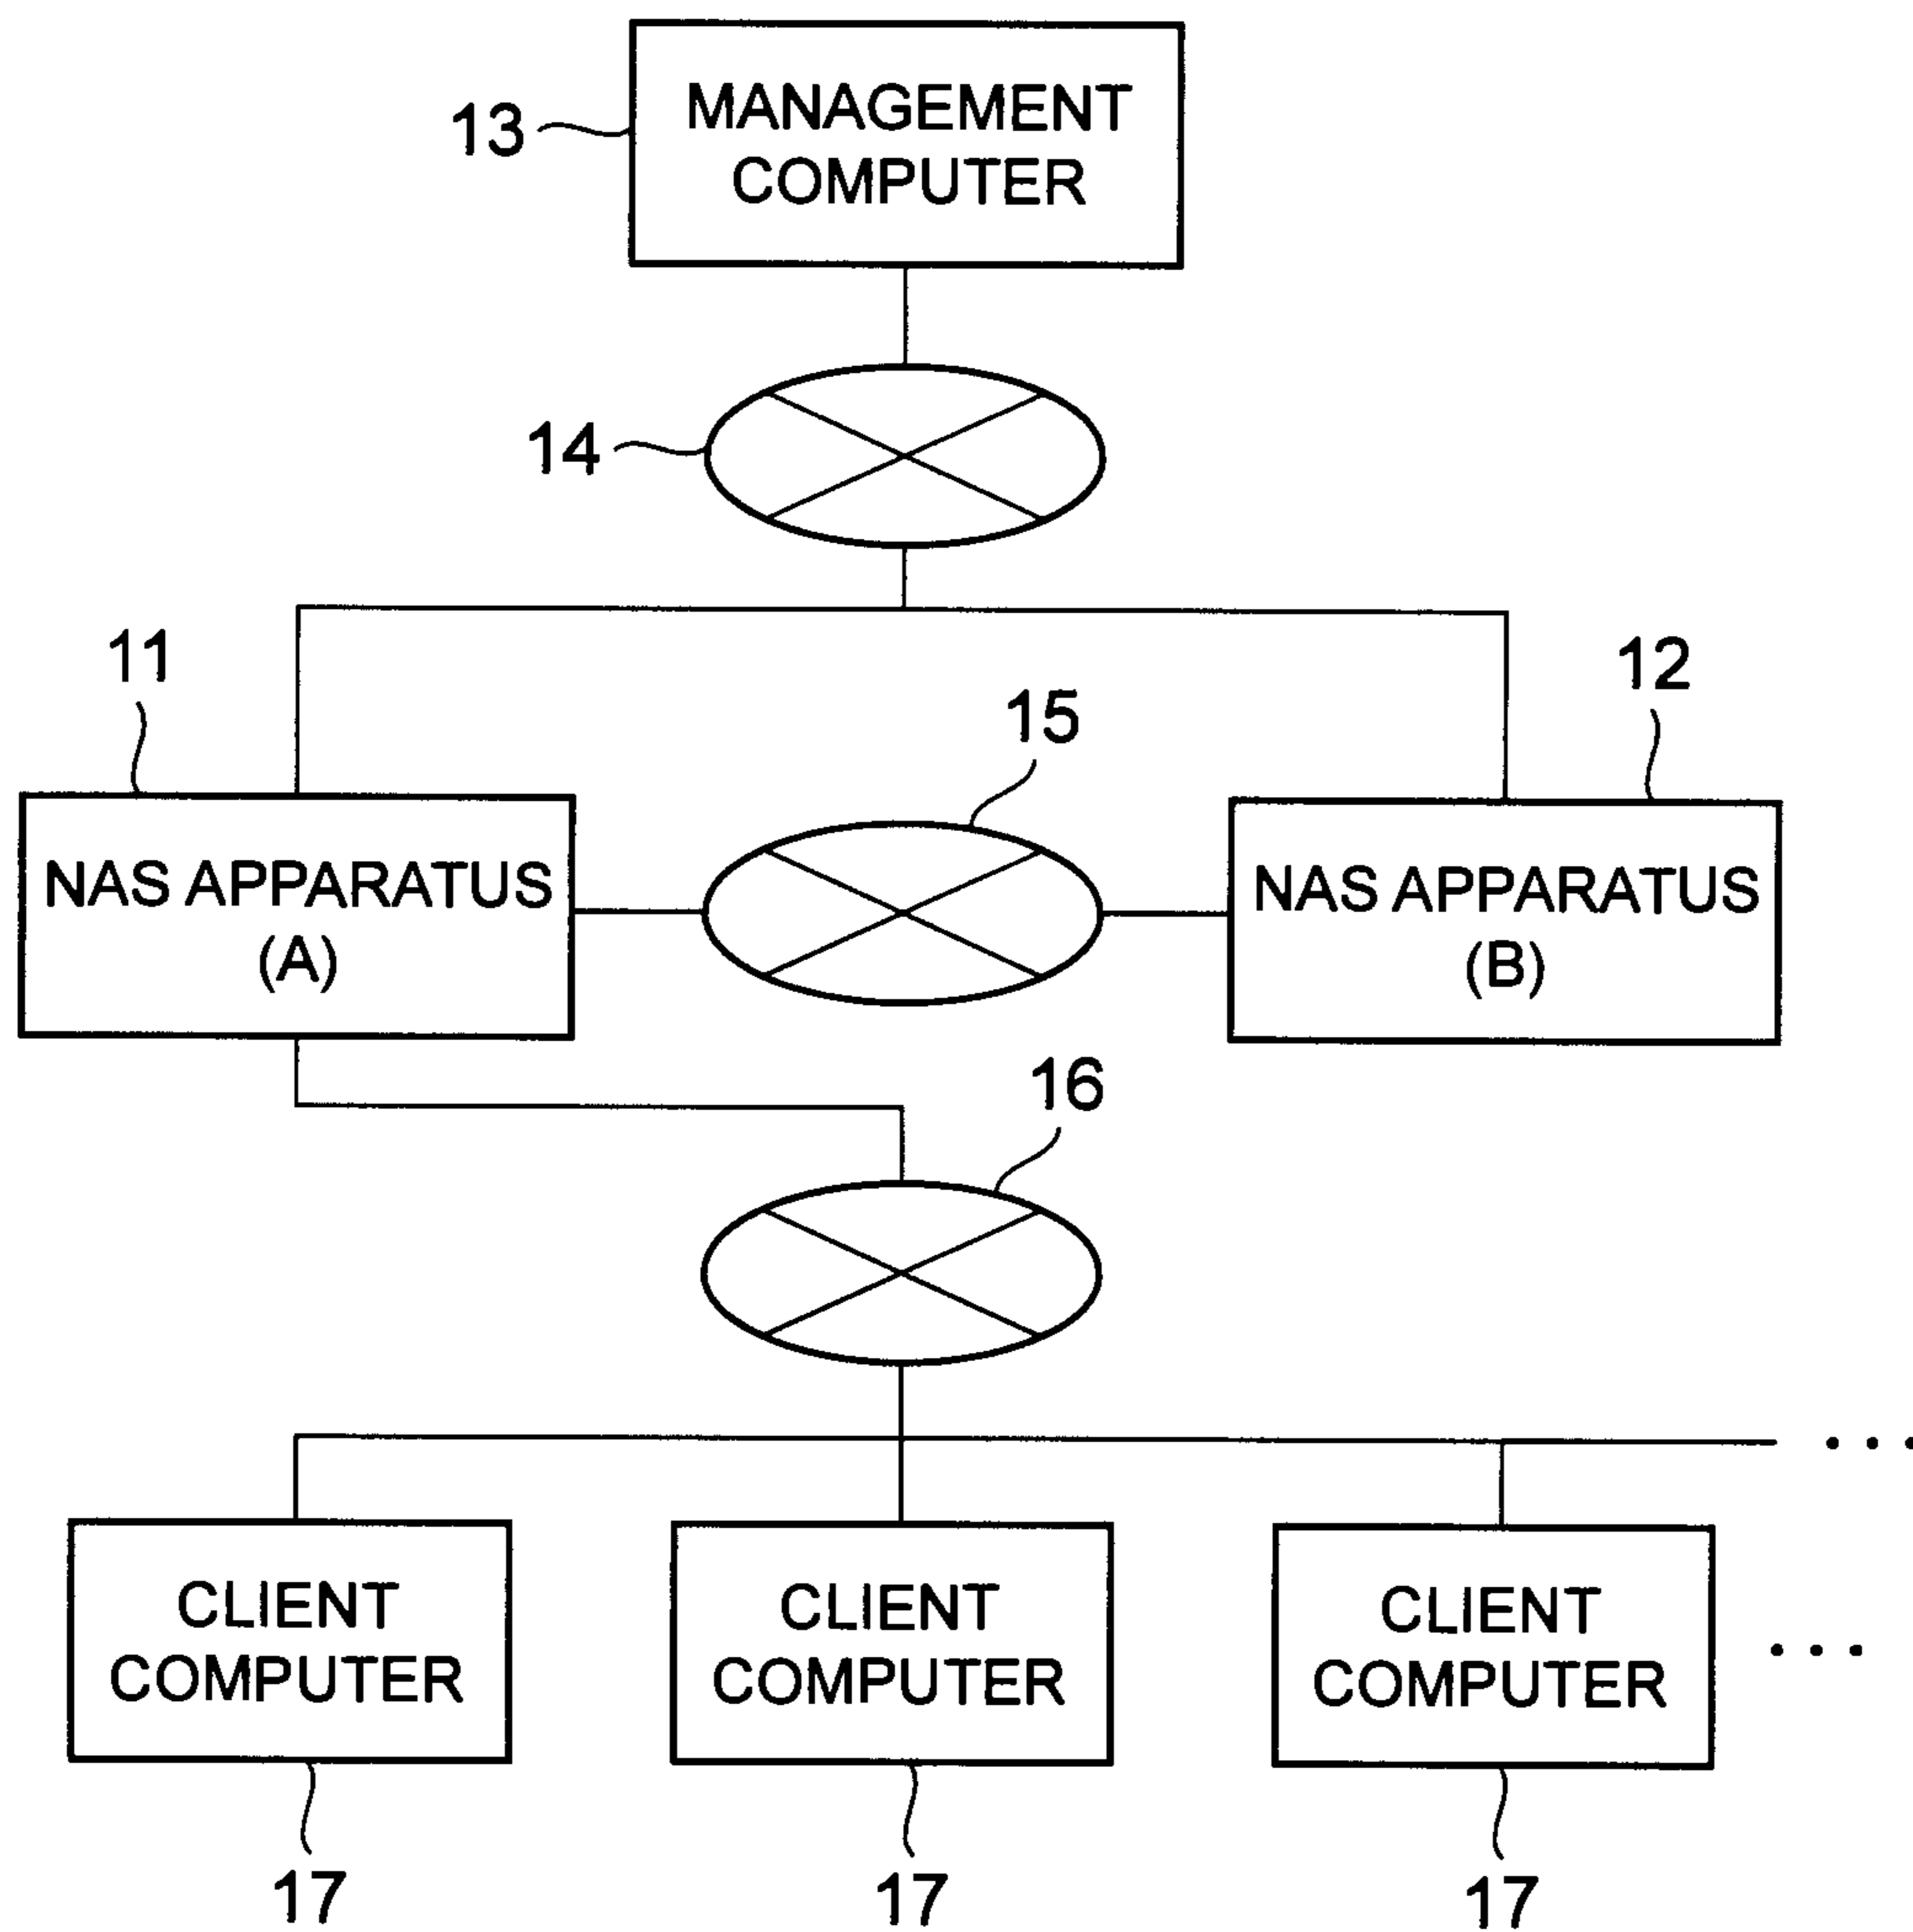 MANAGEMENT
COMPUTER
13
14
11
12
15
NAS APPARATUS
(A)
NAS APPARATUS
(B)
16
. . .
CLIENT
COMPUTER
CLIENT
COMPUTER
CLIENT
COMPUTER
. . .
17
17
17